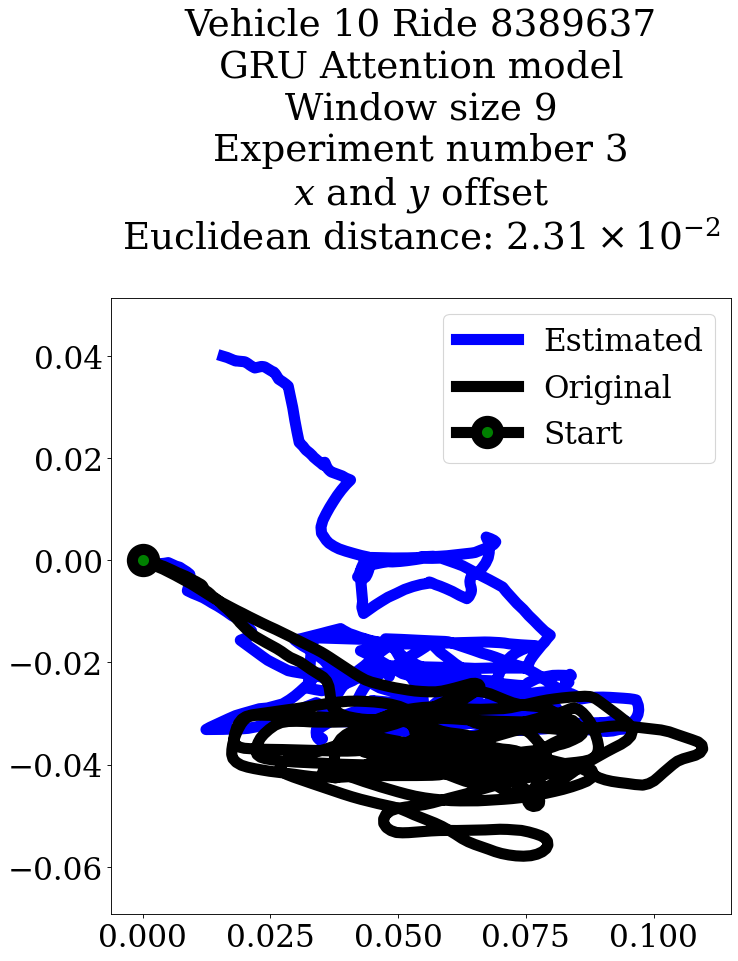 Vehicle 10 Ride 8389637
GRU Attention model
Window size 9
Experiment number 3
x and y offset
Euclidean distance: 2.31 × 10⁻²
Estimated
Original
Start
0.04
0.02
0.00
−0.02
−0.04
−0.06
0.000 0.025 0.050 0.075 0.100